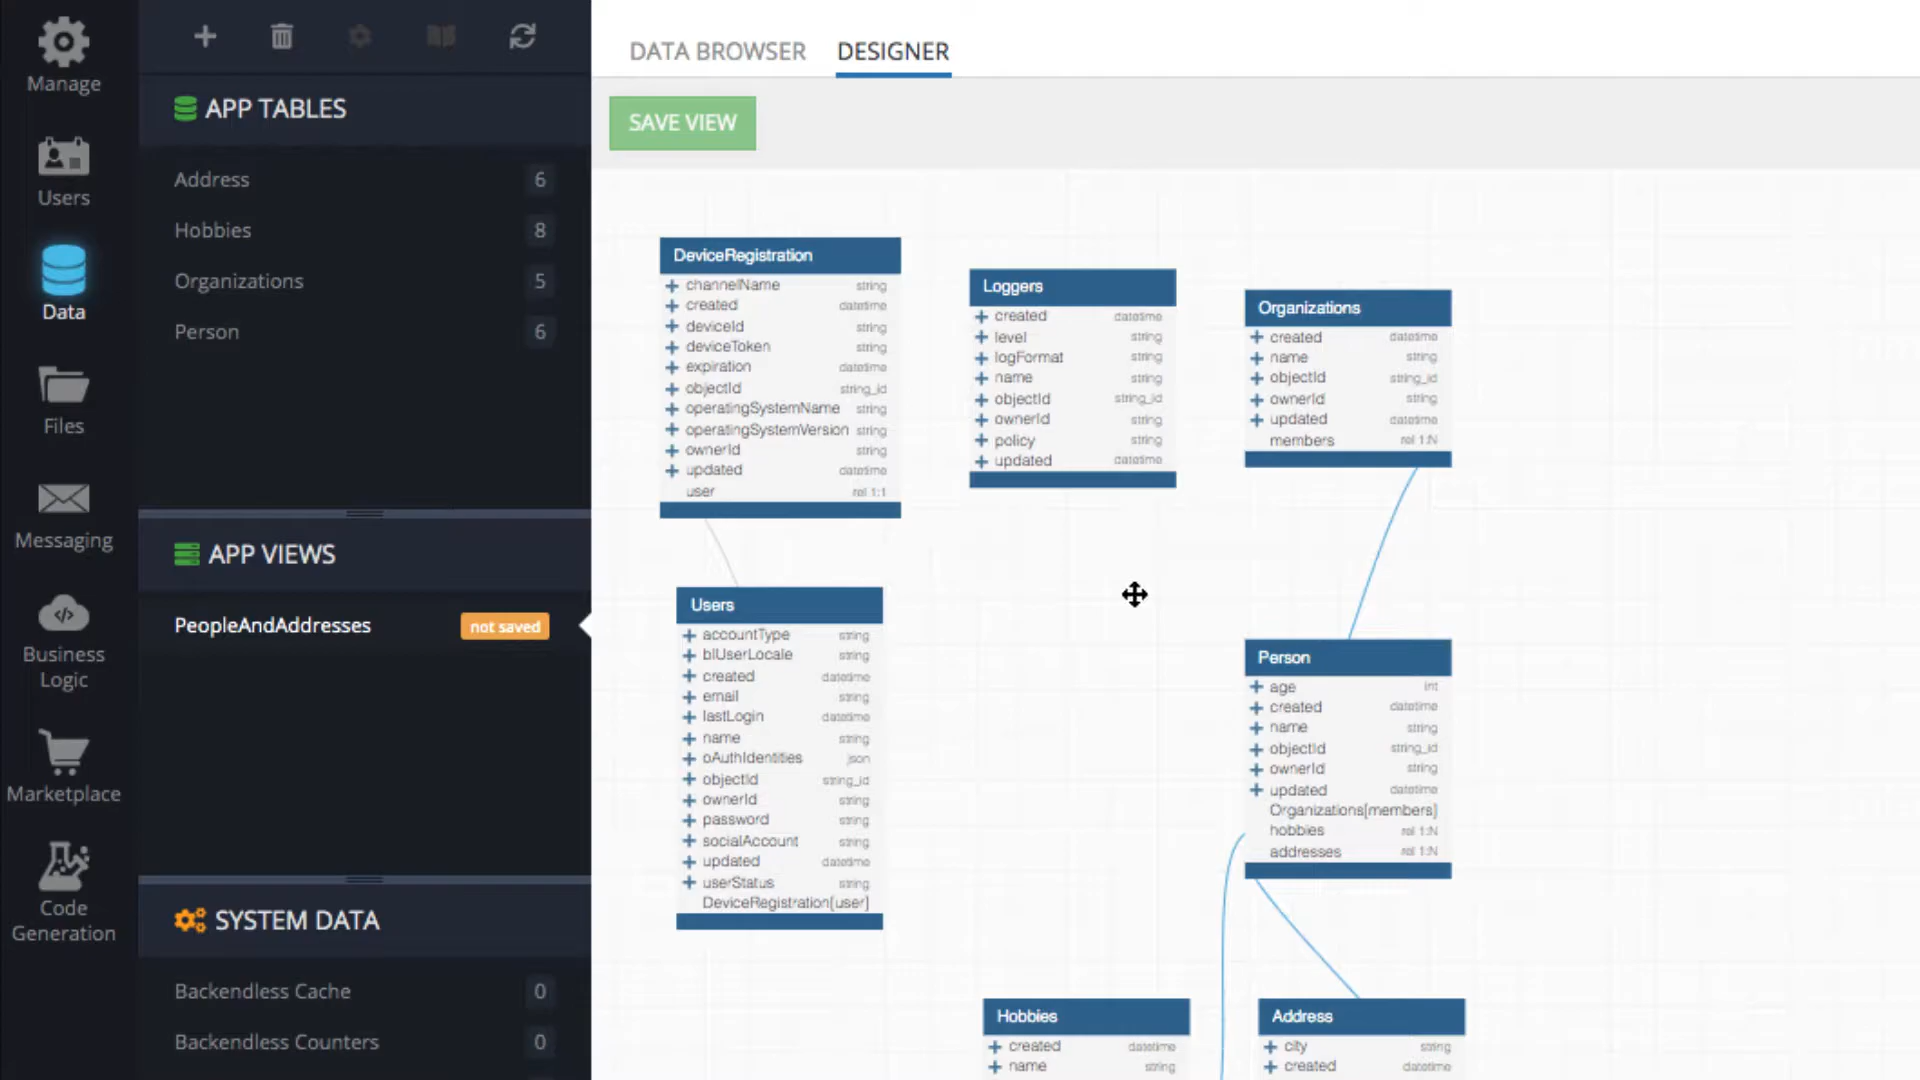 Manage
Users
Data
Files
Messaging
Business
Logic
Marketplace
Code
Generation
APP TABLES
Address 6
Hobbies 8
Organizations 5
Person 6
APP VIEWS
PeopleAndAddresses not saved
SYSTEM DATA
Backendless Cache 0
Backendless Counters 0
DATA BROWSER DESIGNER
SAVE VIEW
DeviceRegistration
channelName string
created datetime
deviceId string
deviceToken string
expiration datetime
objectId string_id
operatingSystemName string
operatingSystemVersion string
ownerId string
updated datetime
user rel 1:1
Loggers
created datetime
level string
logFormat string
name string
objectId string_id
ownerId string
policy string
updated datetime
Organizations
created datetime
name string
objectId string_id
ownerId string
updated datetime
members rel 1:N
Users
accountType string
blUserLocale string
created datetime
email string
lastLogin datetime
name string
oAuthIdentities json
objectId string_id
ownerId string
password string
socialAccount string
updated datetime
userStatus string
DeviceRegistration[user]
Person
age int
created datetime
name string
objectId string_id
ownerId string
updated datetime
Organizations[members]
hobbies rel 1:N
addresses rel 1:N
Hobbies
created datetime
name string
Address
city string
created datetime